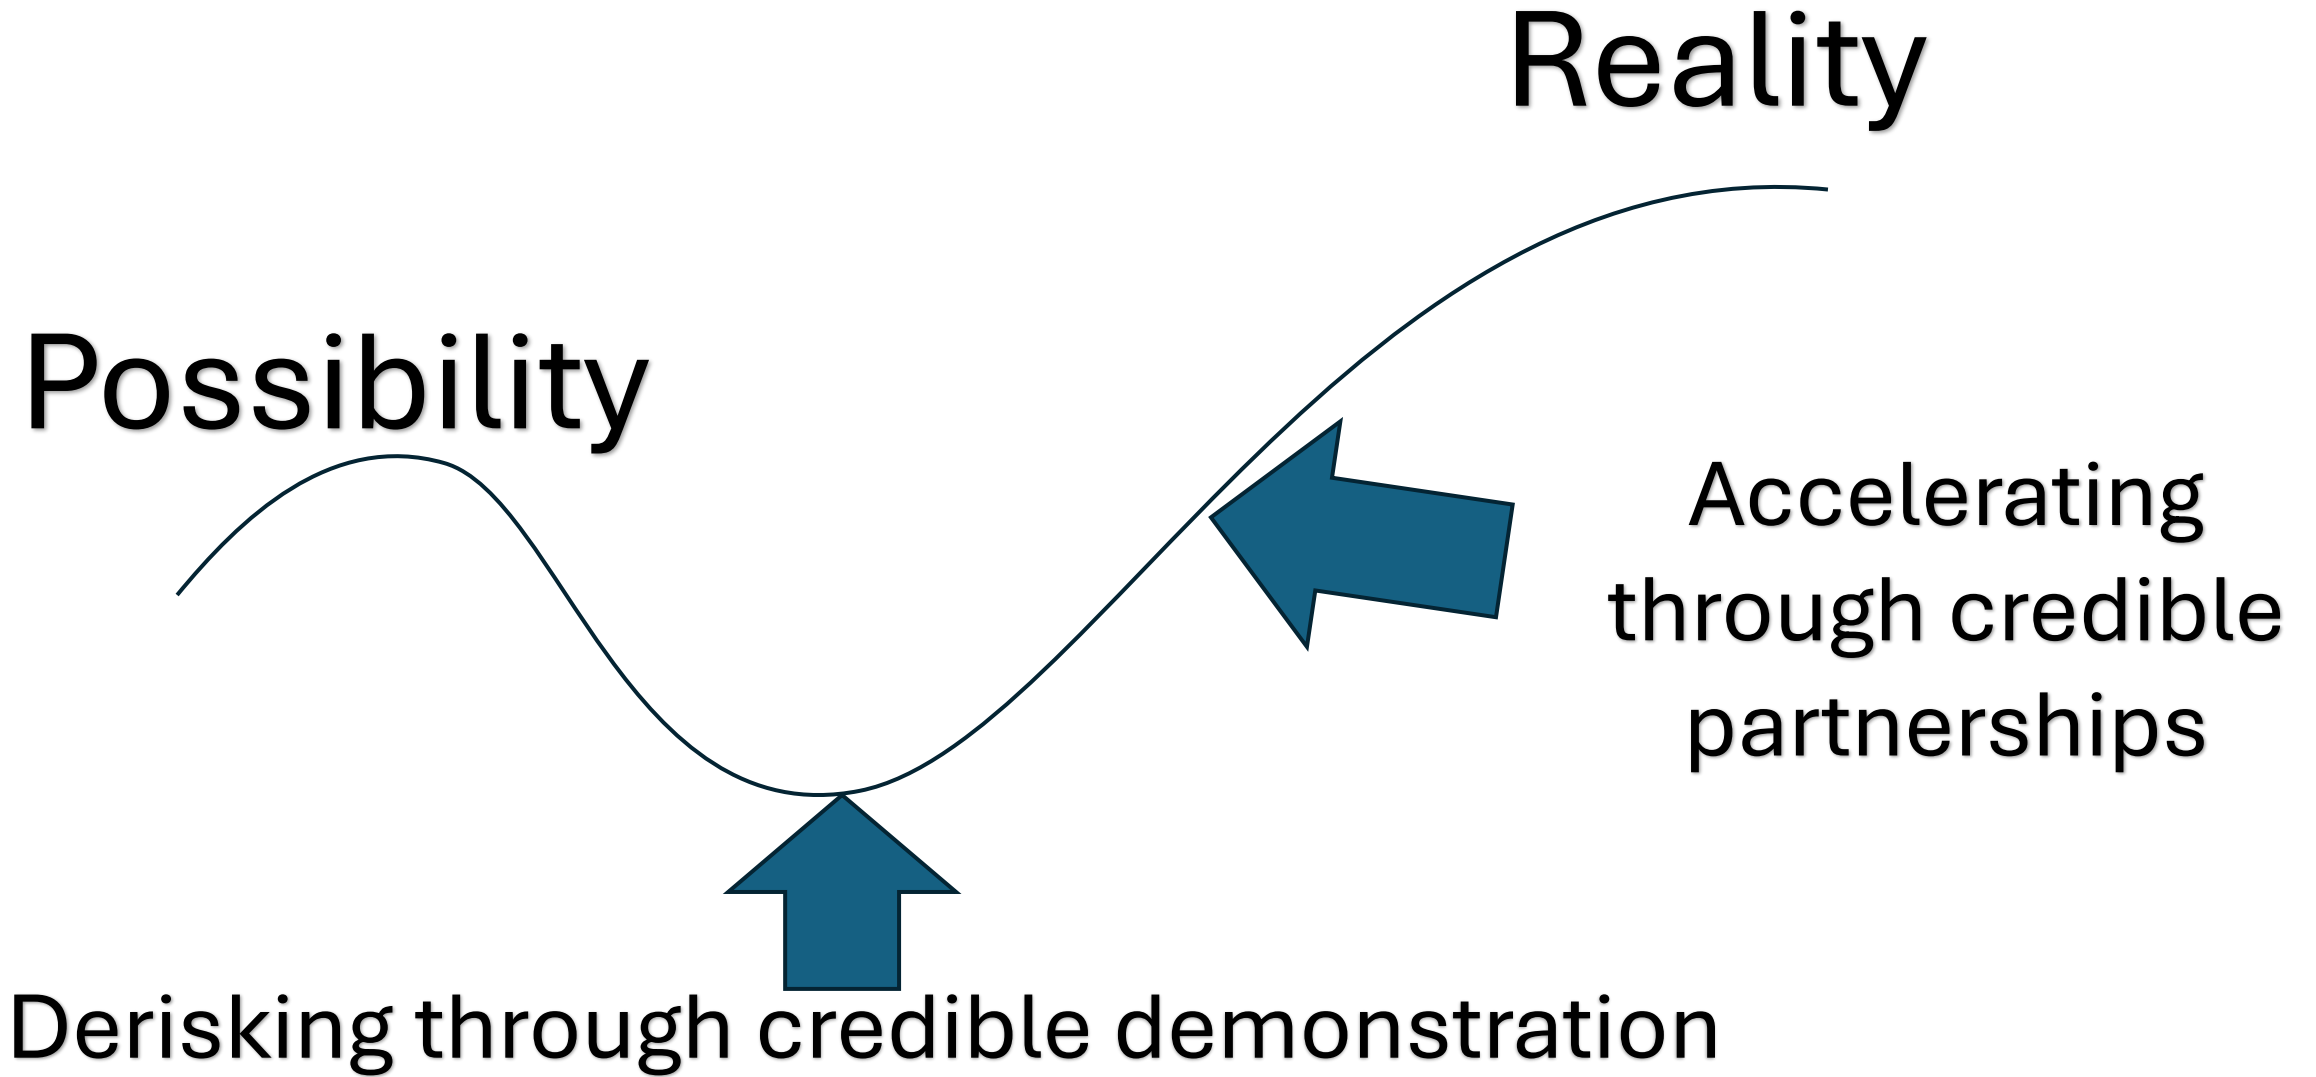 Reality
Possibility
Accelerating
through credible
partnerships
Derisking through credible demonstration